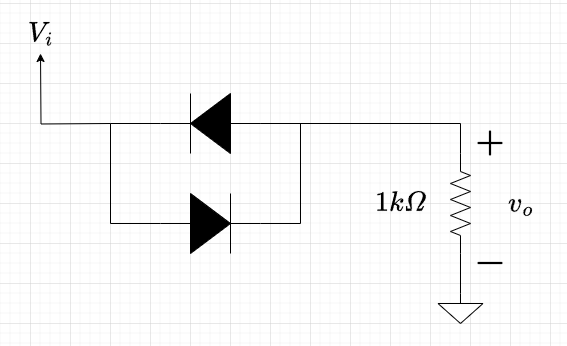 V_i
+
1kΩ
v_o
−